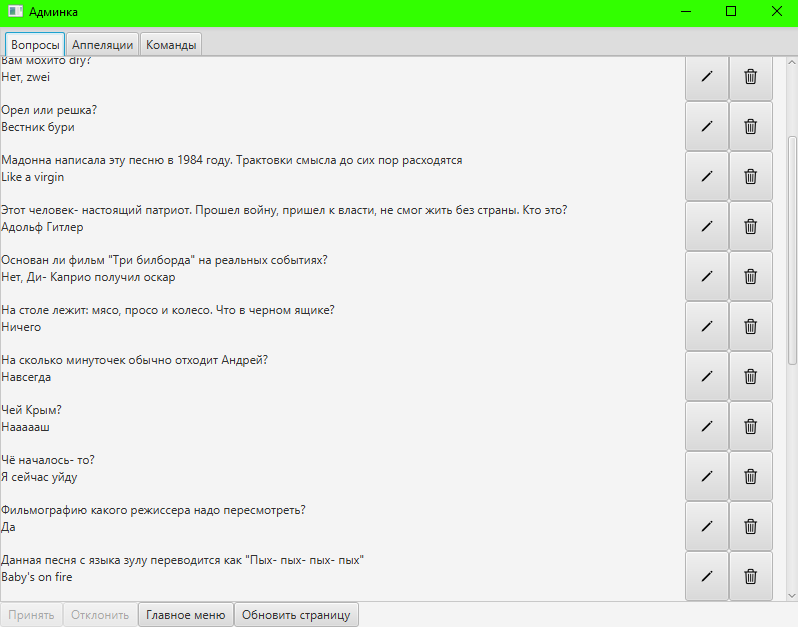 Админка
Вопросы Аппеляции Команды
Вам мохито dry?
Нет, zwei
Орел или решка?
Вестник бури
Мадонна написала эту песню в 1984 году. Трактовки смысла до сих пор расходятся
Like a virgin
Этот человек- настоящий патриот. Прошел войну, пришел к власти, не смог жить без страны. Кто это?
Адольф Гитлер
Основан ли фильм "Три билборда" на реальных событиях?
Нет, Ди- Каприо получил оскар
На столе лежит: мясо, просо и колесо. Что в черном ящике?
Ничего
На сколько минуточек обычно отходит Андрей?
Навсегда
Чей Крым?
Наааааш
Чё началось- то?
Я сейчас уйду
Фильмографию какого режиссера надо пересмотреть?
Да
Данная песня с языка зулу переводится как "Пых- пых- пых- пых"
Baby's on fire
Принять Отклонить Главное меню Обновить страницу